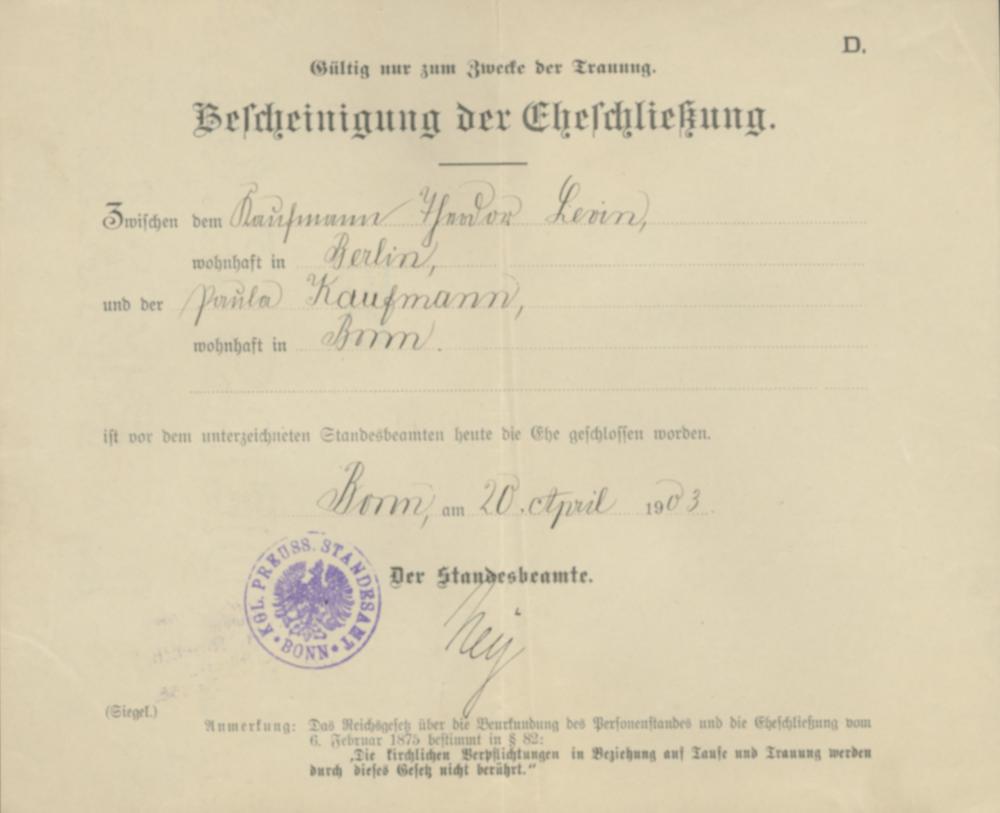 D.
Gültig nur zum Zwecke der Trauung.
Bescheinigung der Eheschließung.
Zwischen dem Kaufmann Theodor Levin,
wohnhaft in Berlin,
und der Paula Kaufmann,
wohnhaft in Bonn.
ist vor dem unterzeichneten Standesbeamten heute die Ehe geschlossen worden.
Bonn, am 20. April 1903.
Der Standesbeamte.
KGL. PREUSS. STANDESAMT
BONN
(Siegel.)
Anmerkung: Das Reichsgesetz über die Beurkundung des Personenstandes und die Eheschließung vom
6. Februar 1875 bestimmt in § 82:
„Die kirchlichen Verpflichtungen in Beziehung auf Taufe und Trauung werden
durch dieses Gesetz nicht berührt.“